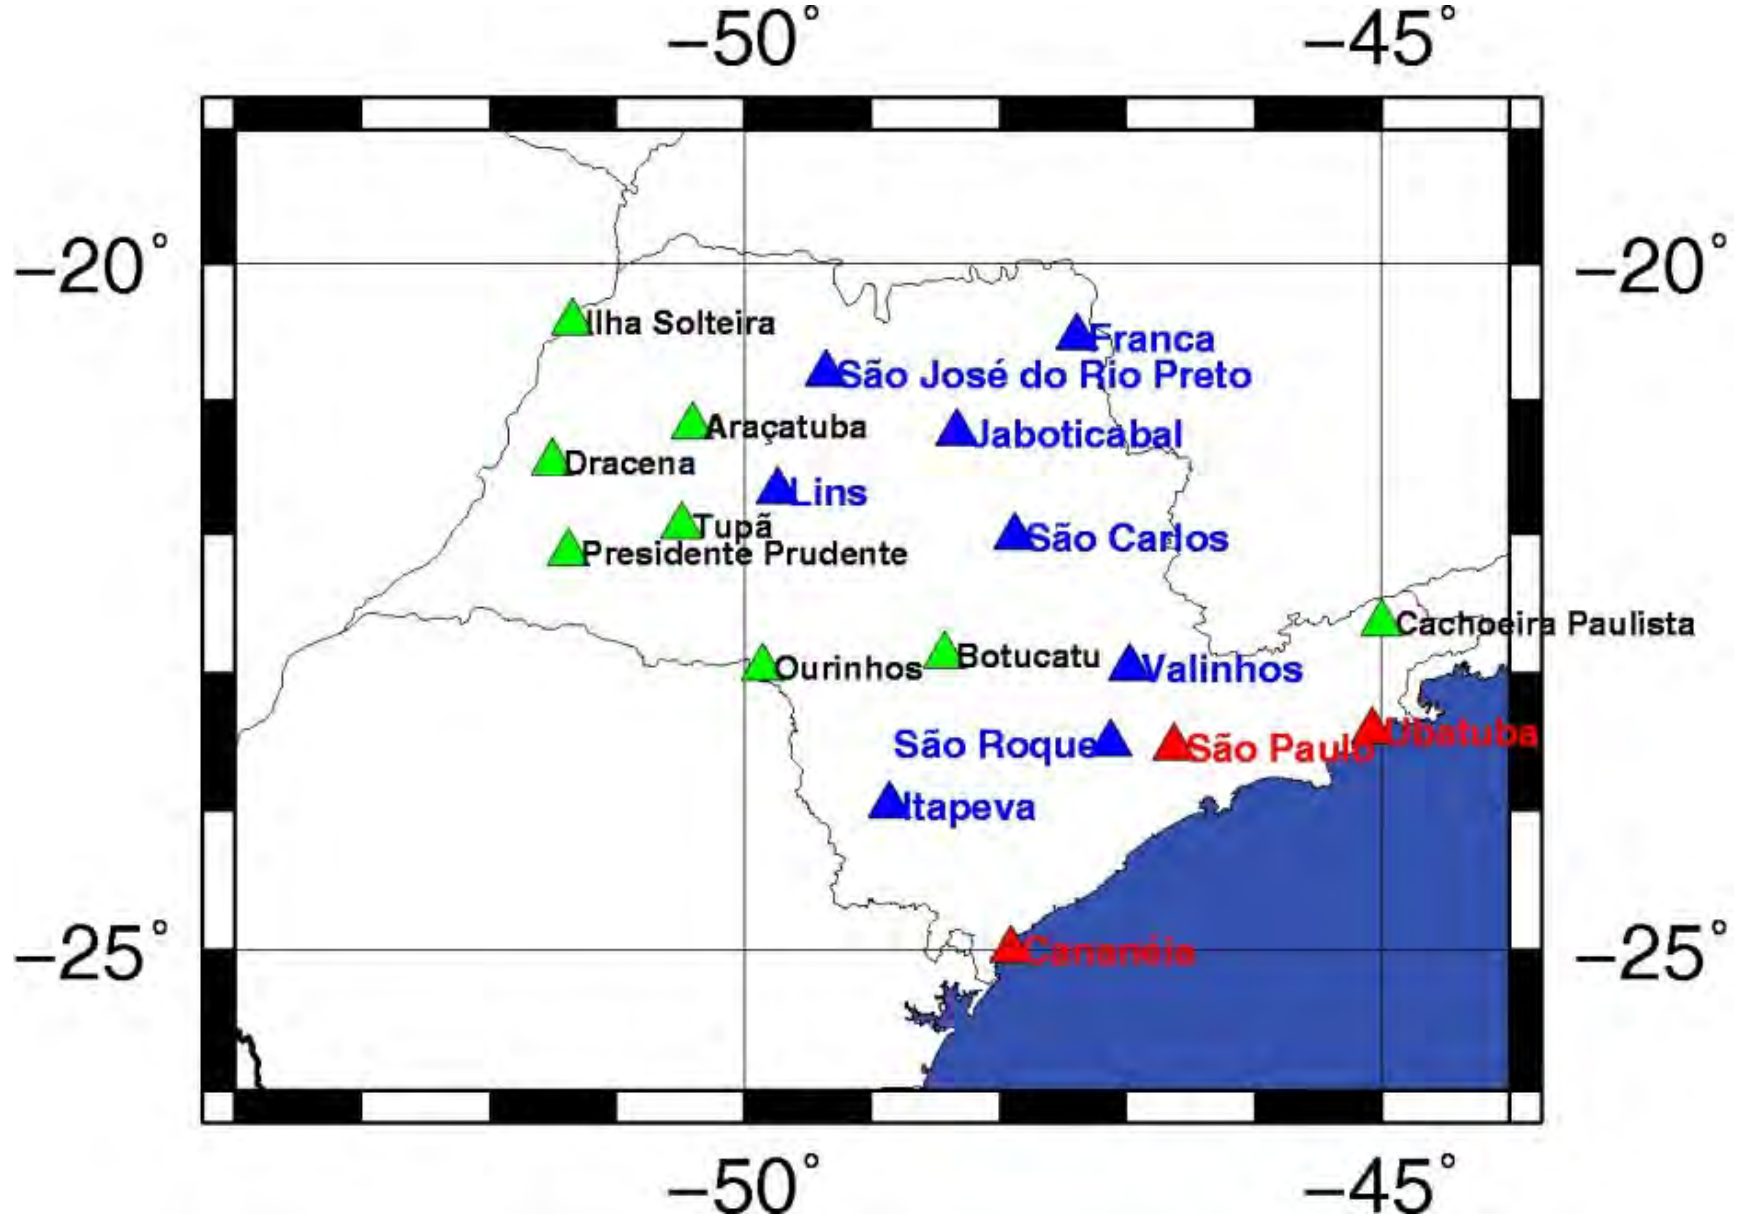 −50° −45°
−20° −20°
Ilha Solteira
Franca
São José do Rio Preto
Araçatuba
Jaboticabal
Dracena
Lins
Tupã
São Carlos
Presidente Prudente
Cachoeira Paulista
Botucatu
Ourinhos
Valinhos
Ubatuba
São Roque
São Paulo
Itapeva
−25° −25°
Cananéia
−50° −45°